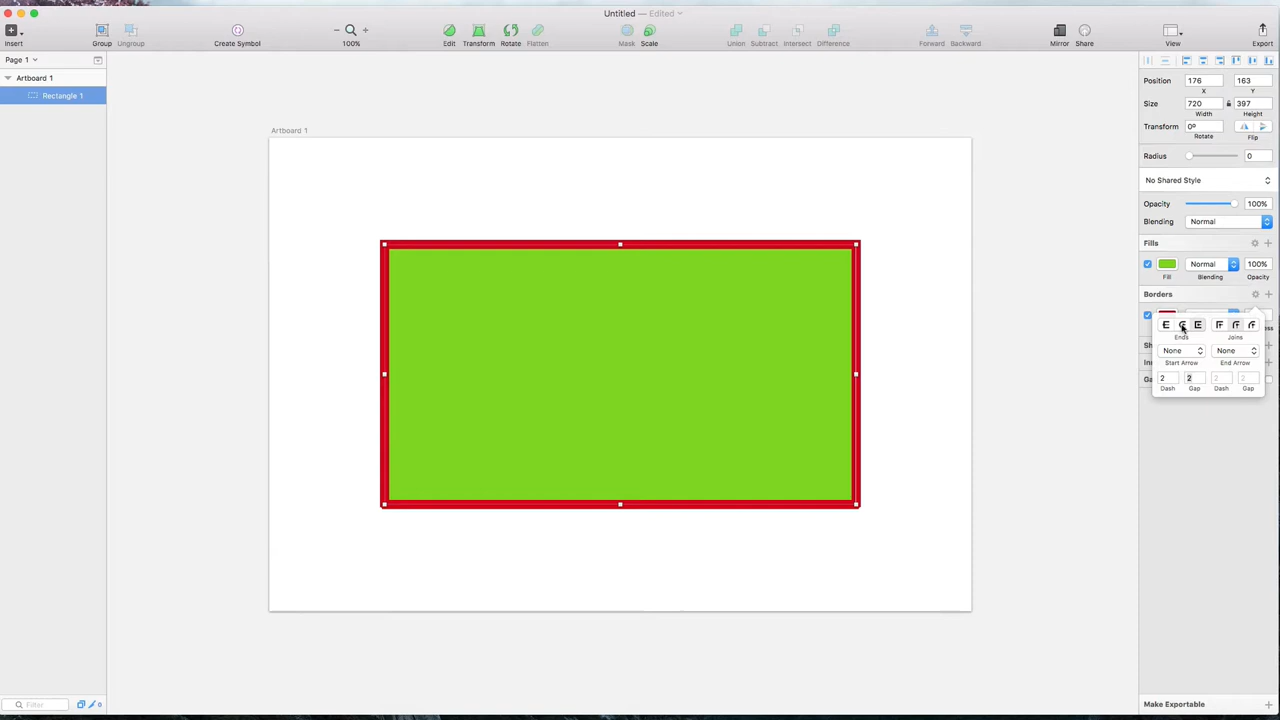 Untitled — Edited
Insert
Group
Ungroup
Create Symbol
100%
Edit
Transform
Rotate
Flatten
Mask
Scale
Union
Subtract
Intersect
Difference
Forward
Backward
Mirror
Share
View
Export
Page 1
Artboard 1
Rectangle 1
Artboard 1
Position 176 163
X Y
Size 720 397
Width Height
Transform 0º
Rotate Flip
Radius 0
No Shared Style
Opacity 100%
Blending Normal
Fills
Normal 100%
Fill Blending Opacity
Borders
Ends Joins
None None
Start Arrow End Arrow
2 2 2 2
Dash Gap Dash Gap
Filter
0
Make Exportable